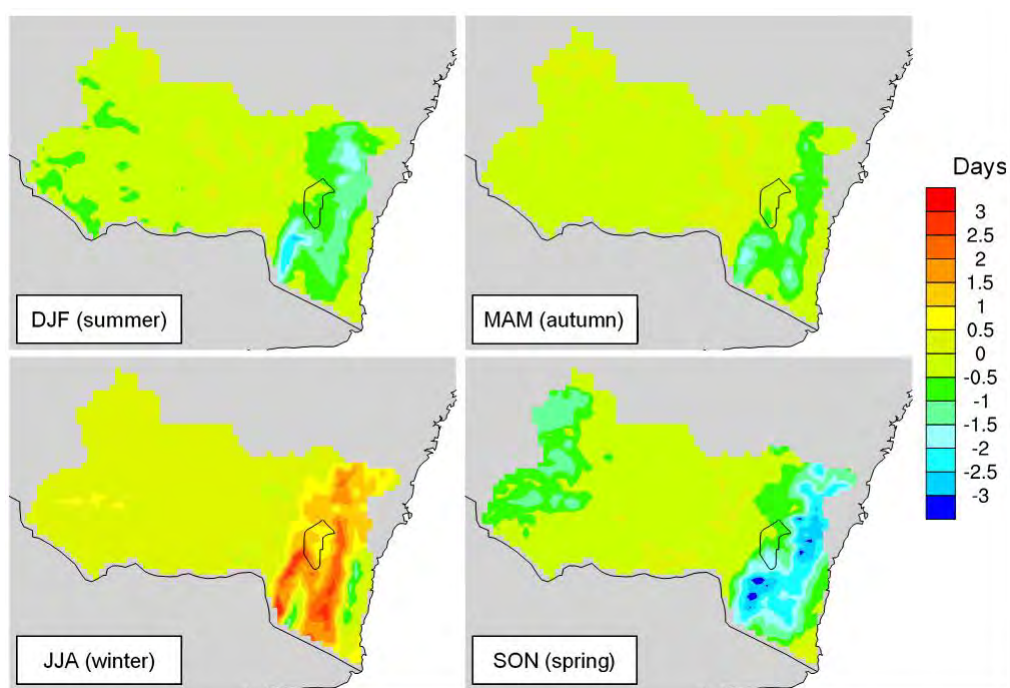 DJF (summer)
MAM (autumn)
JJA (winter)
SON (spring)
Days
3
2.5
2
1.5
1
0.5
0
-0.5
-1
-1.5
-2
-2.5
-3